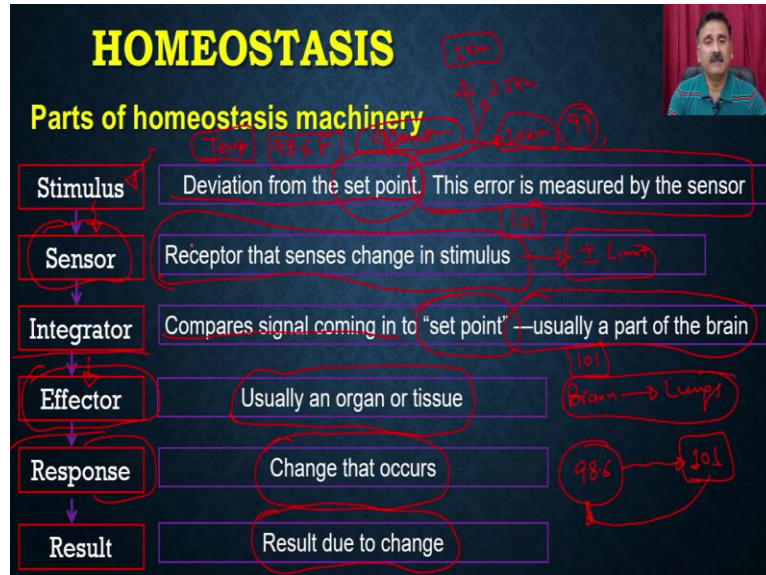 HOMEOSTASIS
1km
25km
Parts of homeostasis machinery
10km 99
Temp 98.6 F
Stimulus Deviation from the set point. This error is measured by the sensor
101
Sensor Receptor that senses change in stimulus ± Limit
Integrator Compares signal coming in to “set point” —usually a part of the brain
101
Effector Usually an organ or tissue Brain → Lungs
Response Change that occurs 98.6 → 101
Result Result due to change